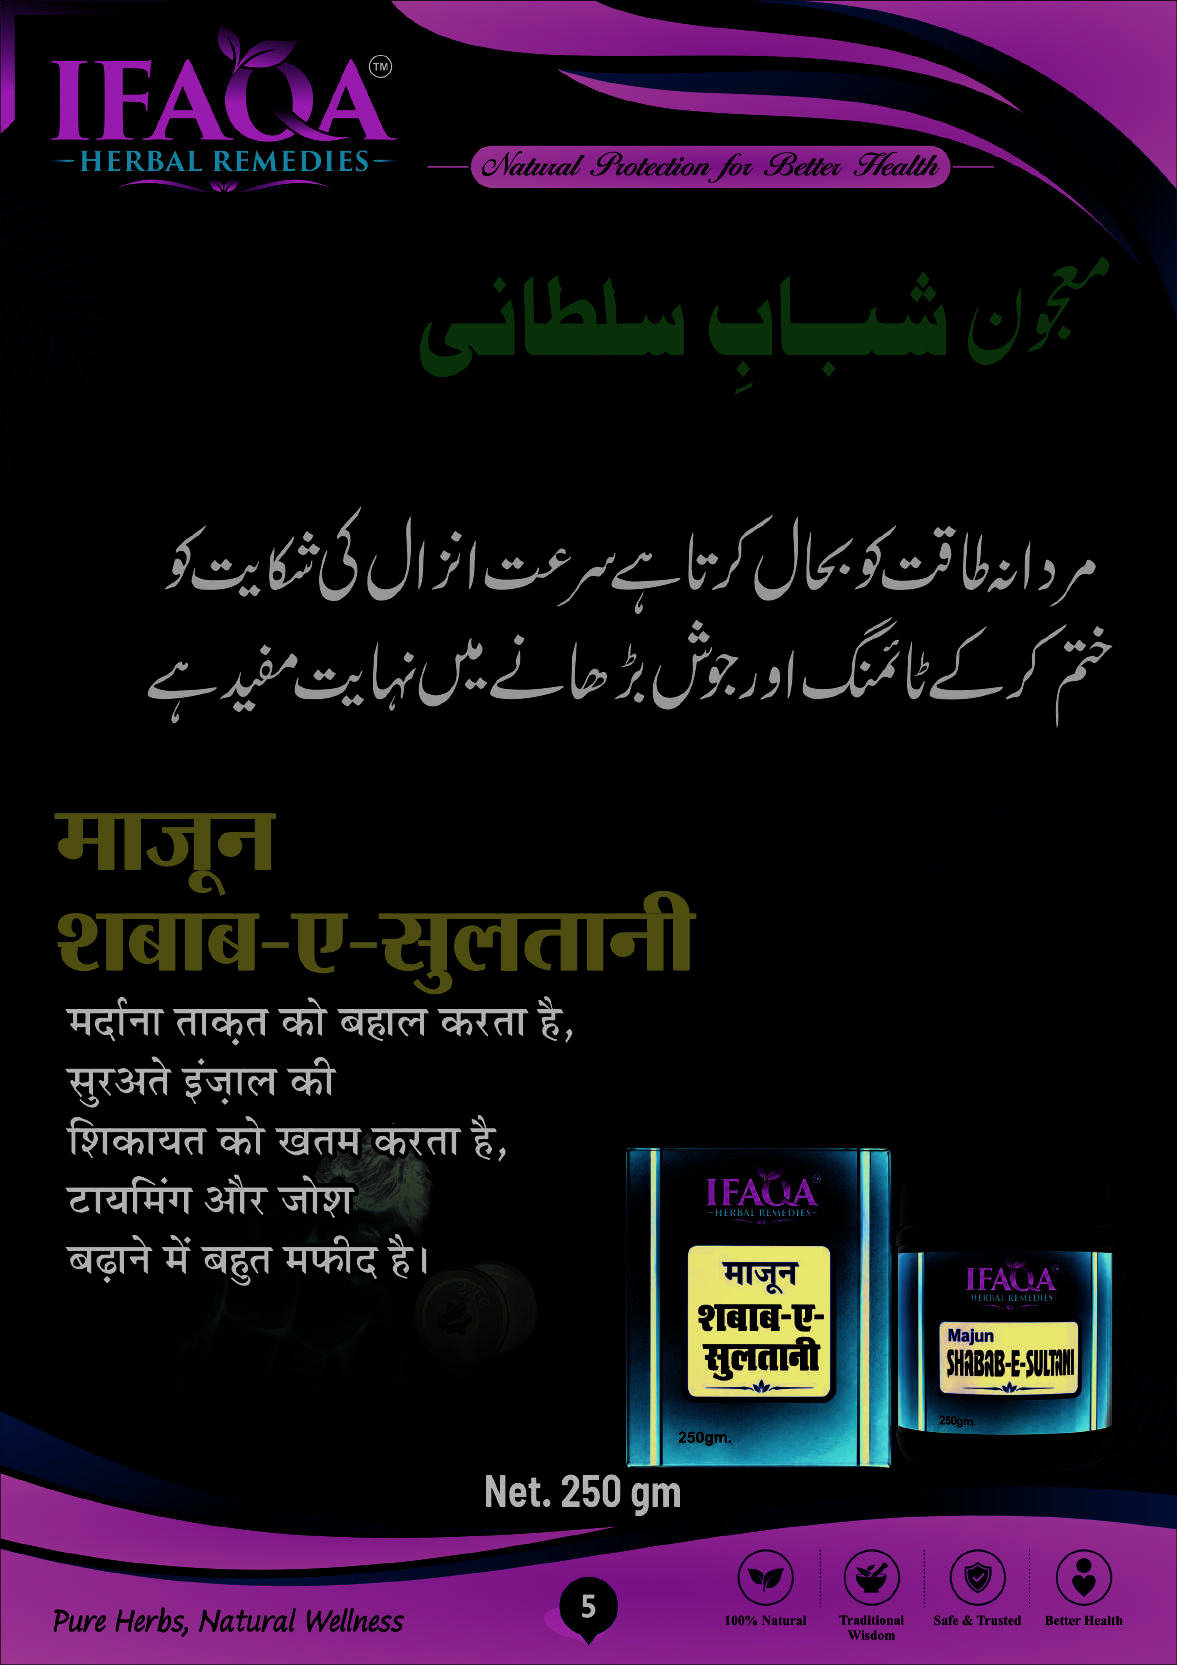 IFAQA TM
HERBAL REMEDIES
Natural Protection for Better Health
معجون شبابِ سلطانی
مردانہ طاقت کو بحال کرتا ہے سرعت انزال کی شکایت کو
ختم کرکے ٹائمنگ اور جوش بڑھانے میں نہایت مفید ہے
माजून
शबाब-ए-सुलतानी
मर्दाना ताक़त को बहाल करता है,
सुरअते इंज़ाल की
शिकायत को खतम करता है,
टायमिंग और जोश
बढ़ाने में बहुत मफीद है।
IFAQA TM
HERBAL REMEDIES
माजून
शबाब-ए-
सुलतानी
250gm.
IFAQA
HERBAL REMEDIES
Majun
SHABAB-E-SULTANI
250gm.
Net. 250 gm
Pure Herbs, Natural Wellness
5
100% Natural
Traditional
Wisdom
Safe & Trusted
Better Health